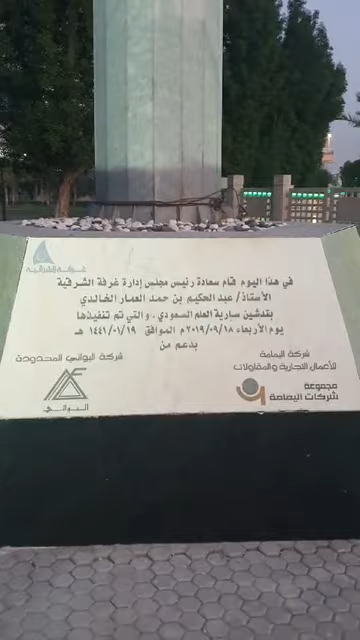 غرفة الشرقية
في هذا اليوم قام سعادة رئيس مجلس إدارة غرفة الشرقية
الأستاذ/ عبد الحكيم بن حمد العمار الخالدي
بتدشين سارية العلم السعودي ، والتي تم تنفيذها
يوم الأربعاء ٢٠١٩/٠٩/١٨م الموافق ١٤٤١/٠١/١٩ هـ
بدعم من
شركة اليمامة
للأعمال التجارية والمقاولات
مجموعة
شركات اليمامة
شركة البواني المحدودة
البواني